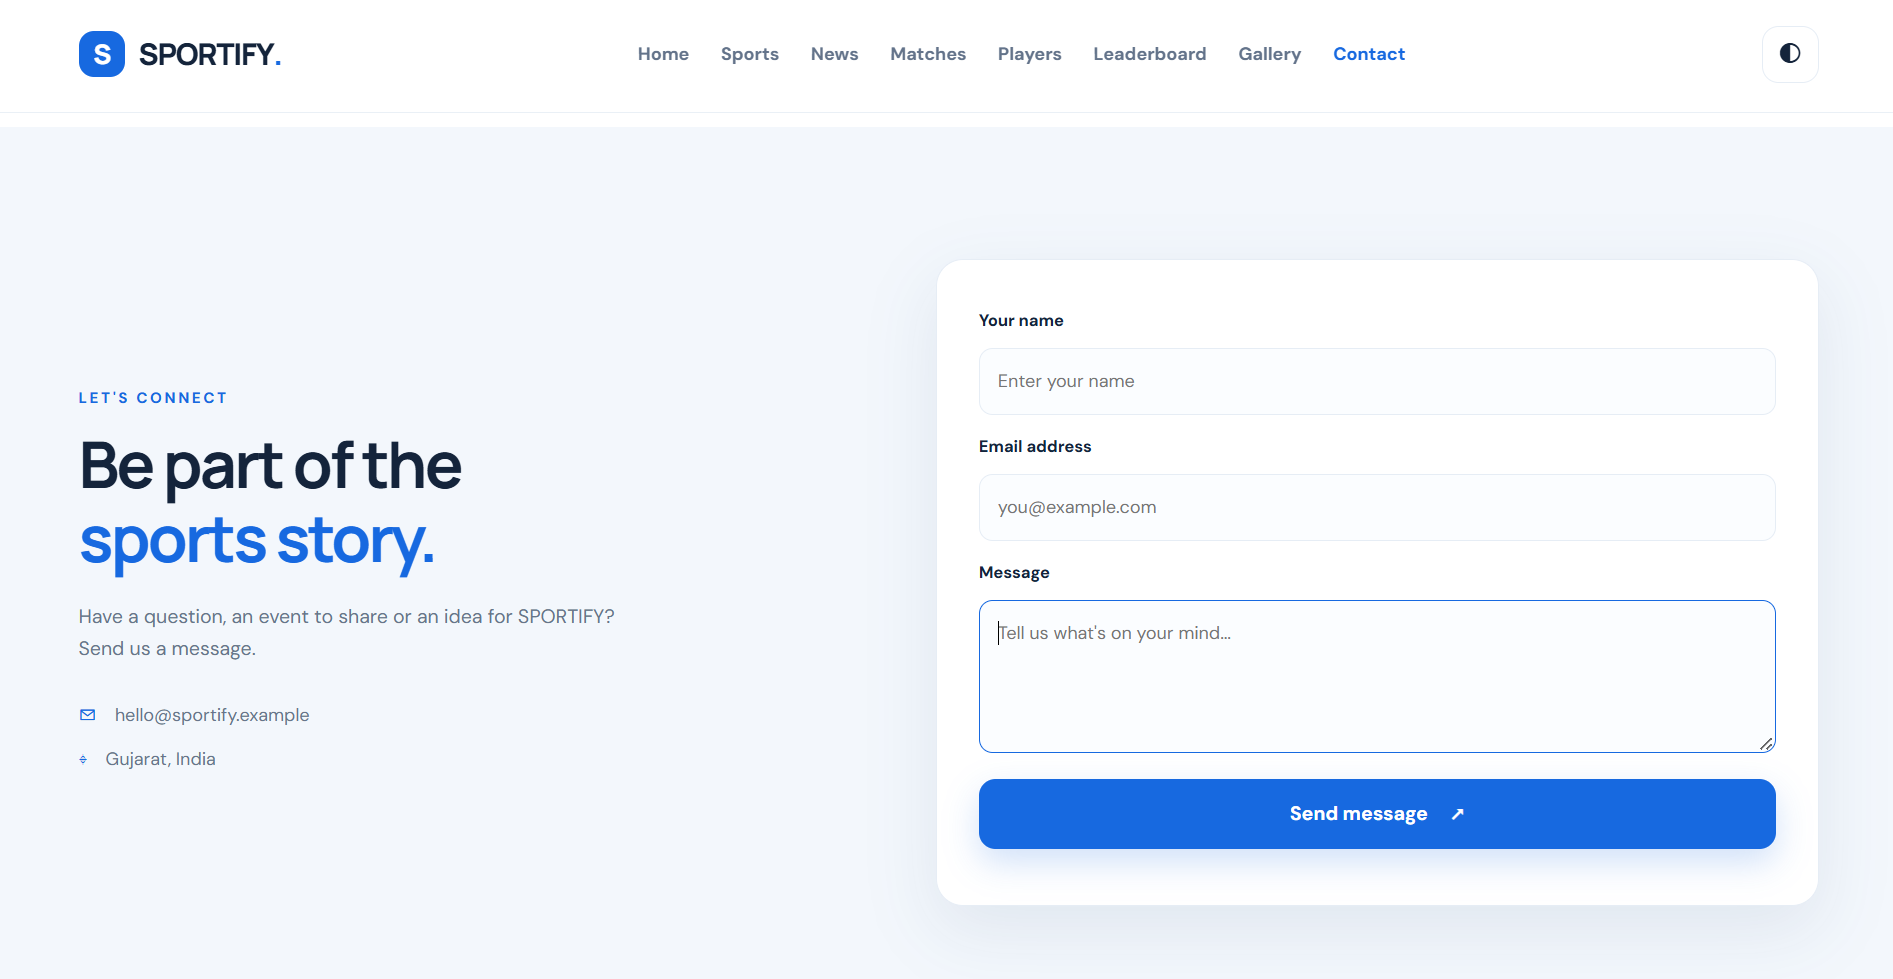 S SPORTIFY.
Home Sports News Matches Players Leaderboard Gallery Contact
LET'S CONNECT
Be part of the
sports story.
Have a question, an event to share or an idea for SPORTIFY?
Send us a message.
hello@sportify.example
Gujarat, India
Your name
Enter your name
Email address
you@example.com
Message
Tell us what's on your mind...
Send message ↗